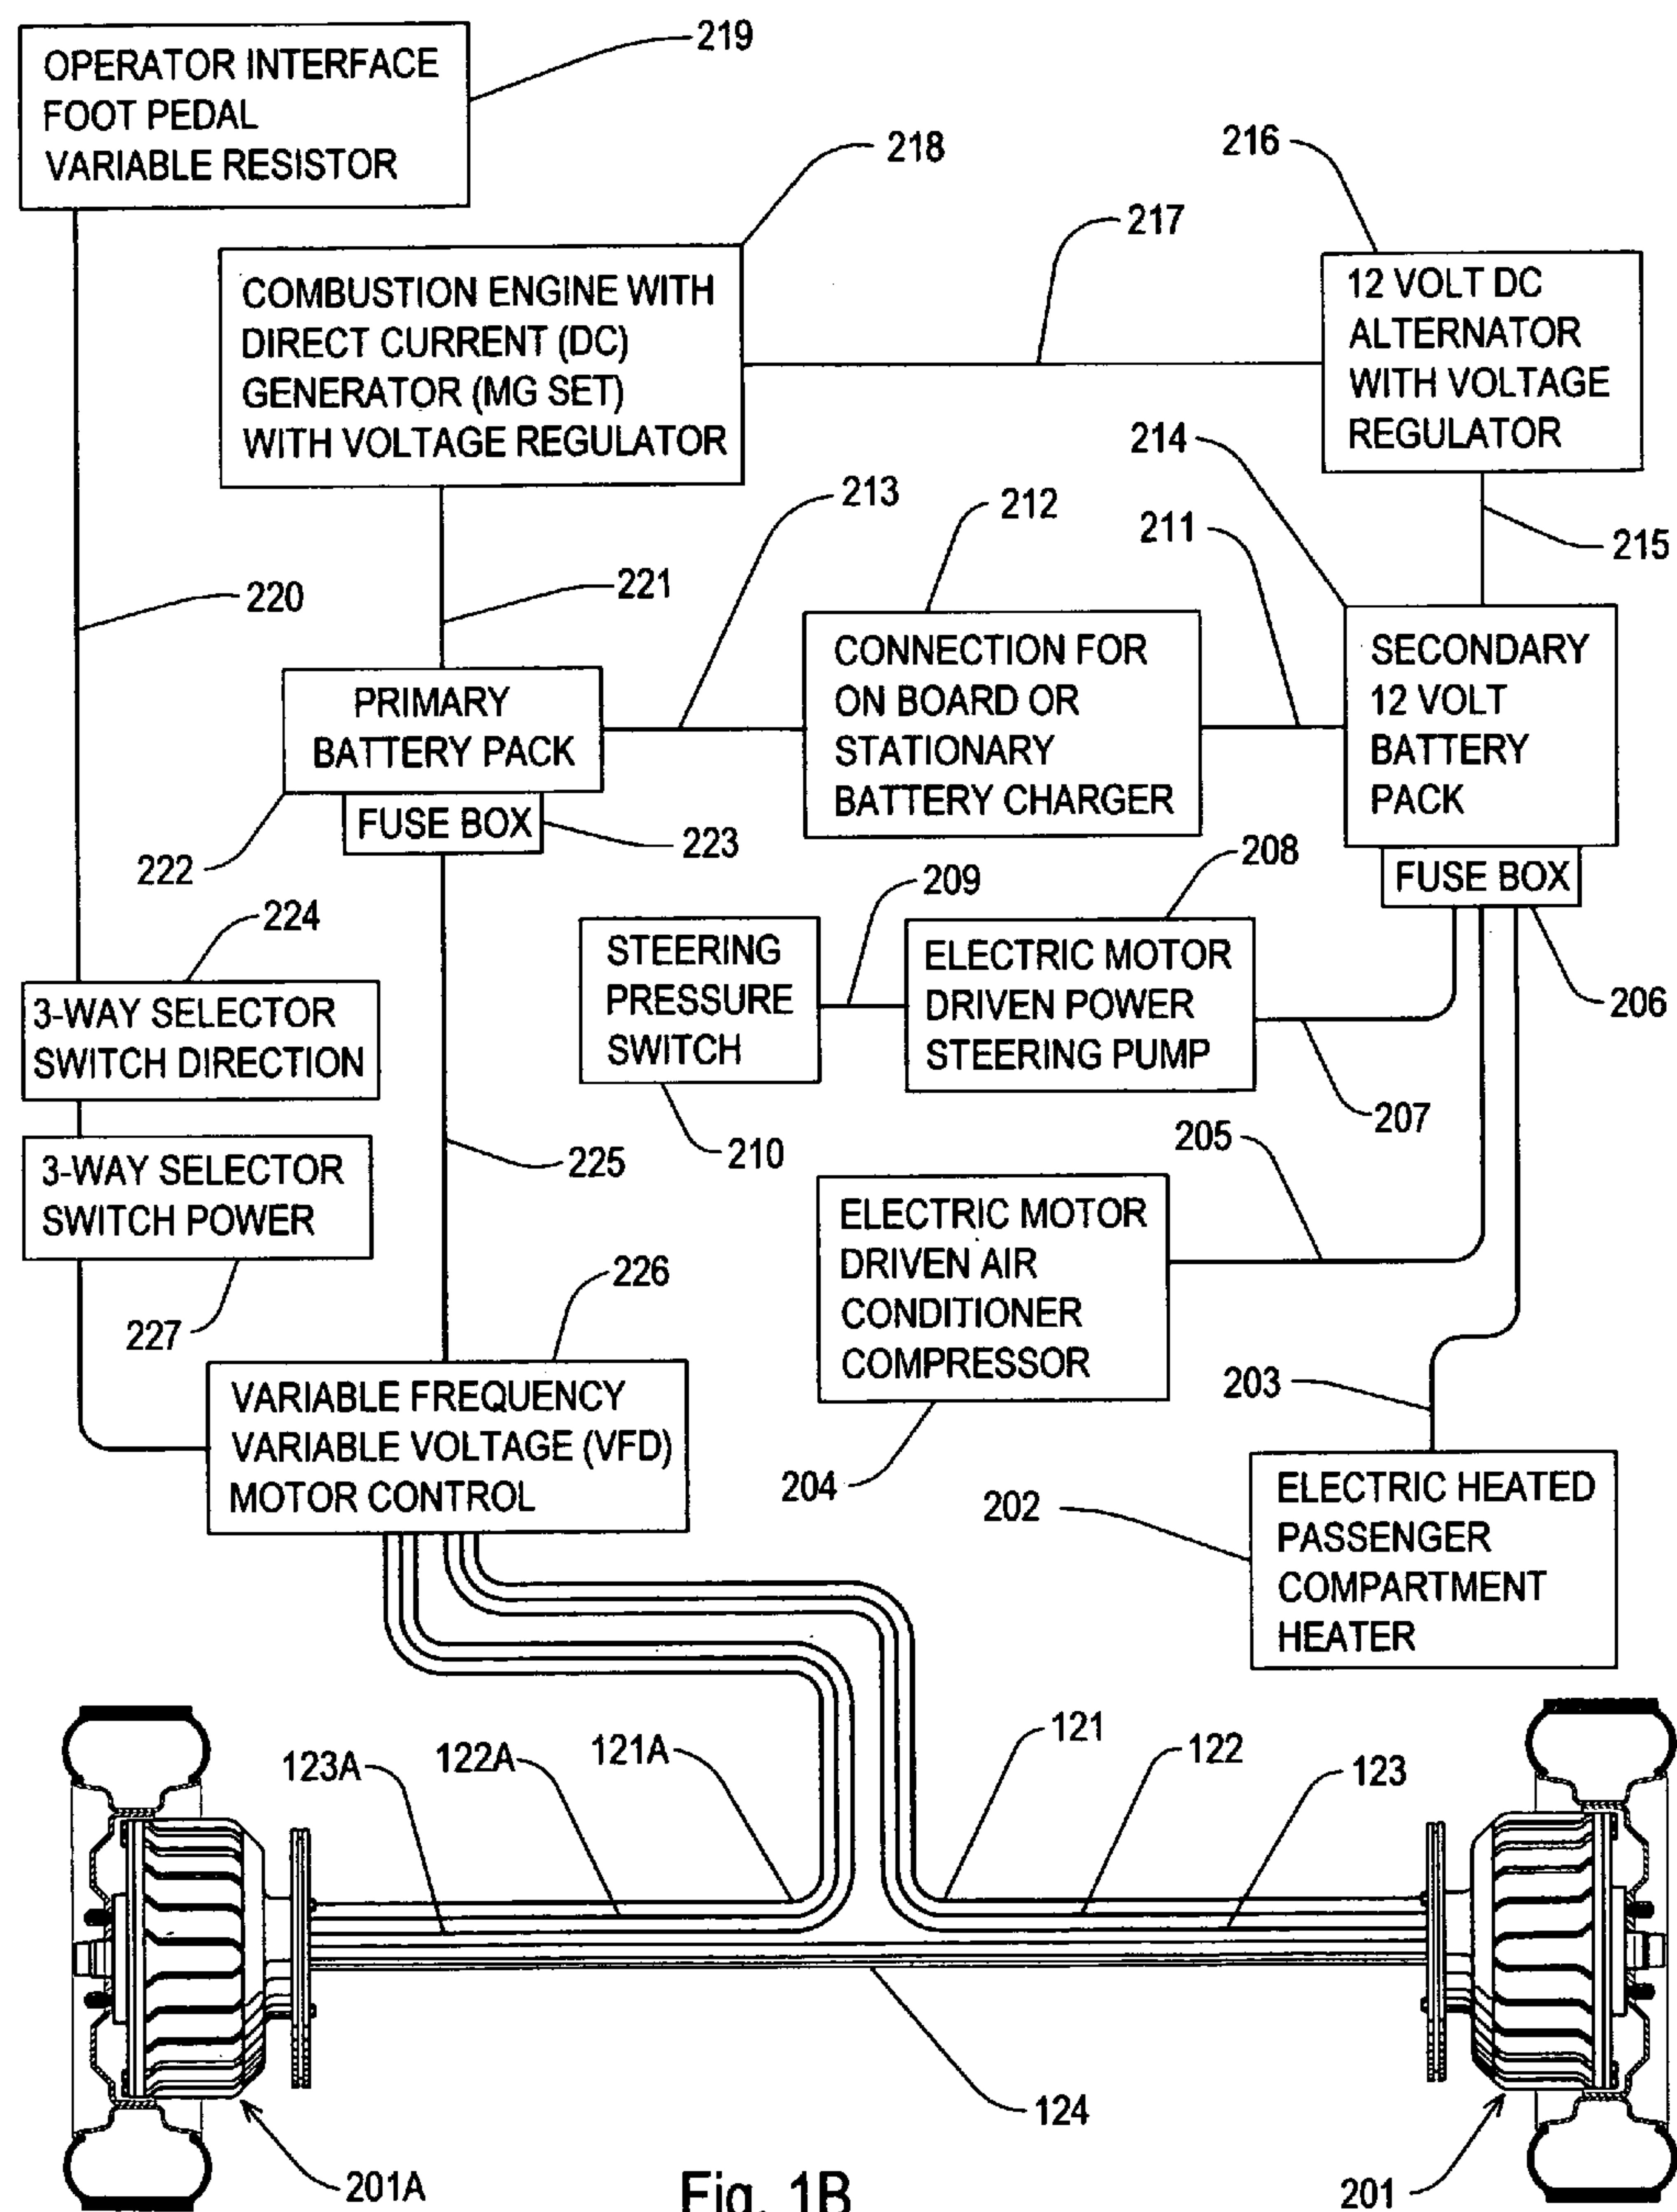 219
OPERATOR INTERFACE
FOOT PEDAL
VARIABLE RESISTOR
218
216
217
COMBUSTION ENGINE WITH
DIRECT CURRENT (DC)
GENERATOR (MG SET)
WITH VOLTAGE REGULATOR
12 VOLT DC
ALTERNATOR
WITH VOLTAGE
REGULATOR
214
213
212
211
215
220
221
PRIMARY
BATTERY PACK
FUSE BOX
222
223
CONNECTION FOR
ON BOARD OR
STATIONARY
BATTERY CHARGER
SECONDARY
12 VOLT
BATTERY
PACK
FUSE BOX
208
209
224
STEERING
PRESSURE
SWITCH
ELECTRIC MOTOR
DRIVEN POWER
STEERING PUMP
206
3-WAY SELECTOR
SWITCH DIRECTION
207
205
210
225
3-WAY SELECTOR
SWITCH POWER
ELECTRIC MOTOR
DRIVEN AIR
CONDITIONER
COMPRESSOR
226
227
203
VARIABLE FREQUENCY
VARIABLE VOLTAGE (VFD)
MOTOR CONTROL
204
202
ELECTRIC HEATED
PASSENGER
COMPARTMENT
HEATER
123A
122A
121A
121
122
123
124
201A
201
Fig. 1B